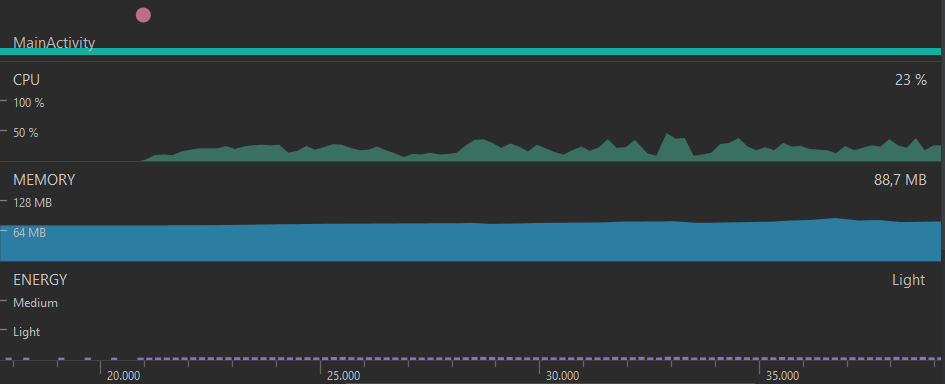 MainActivity
CPU 23 %
100 %
50 %
MEMORY 88,7 MB
128 MB
64 MB
ENERGY Light
Medium
Light
20.000 25.000 30.000 35.000